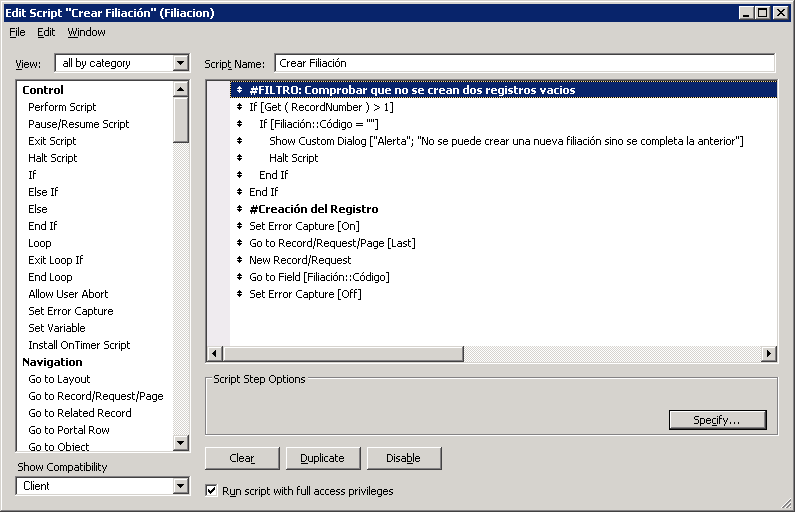 Edit Script "Crear Filiación" (Filiacion)
File Edit Window
View: all by category
Script Name: Crear Filiación
Control
Perform Script
Pause/Resume Script
Exit Script
Halt Script
If
Else If
Else
End If
Loop
Exit Loop If
End Loop
Allow User Abort
Set Error Capture
Set Variable
Install OnTimer Script
Navigation
Go to Layout
Go to Record/Request/Page
Go to Related Record
Go to Portal Row
Go to Object
Show Compatibility
Client
#FILTRO: Comprobar que no se crean dos registros vacios
If [Get ( RecordNumber ) > 1]
If [Filiación::Código = ""]
Show Custom Dialog ["Alerta"; "No se puede crear una nueva filiación sino se completa la anterior"]
Halt Script
End If
End If
#Creación del Registro
Set Error Capture [On]
Go to Record/Request/Page [Last]
New Record/Request
Go to Field [Filiación::Código]
Set Error Capture [Off]
Script Step Options
Specify...
Clear Duplicate Disable
Run script with full access privileges